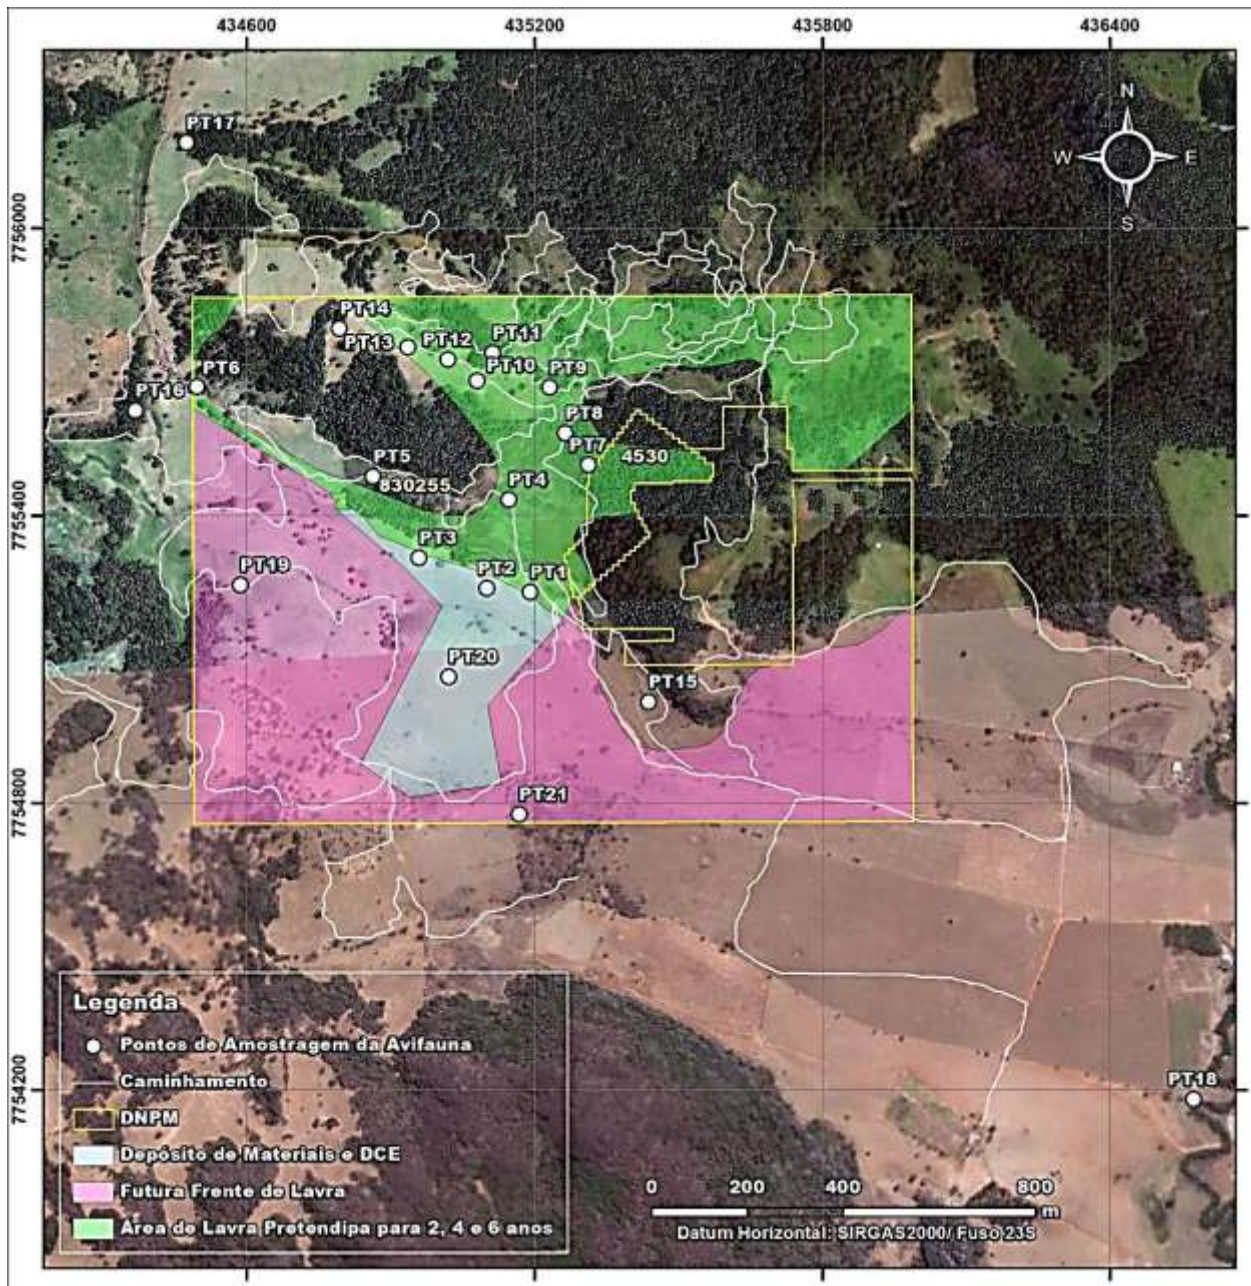 434600 435200 435800 436400
PT17
N
W E
S
7756000
PT14
PT13 PT12 PT11
PT10 PT9
PT6
PT16
PT8
PT7 4530
PT5
830255
PT4
7755400
PT3
PT2 PT1
PT19
PT20
PT15
7754800
PT21
Legenda
Pontos de Amostragem da Avifauna
Caminhamento
DNPM
Depósito de Materiais e DCE
Futura Frente de Lavra
Área de Lavra Pretendipa para 2, 4 e 6 anos
7754200
PT18
0 200 400 800
m
Datum Horizontal: SIRGAS2000/ Fuso 23S